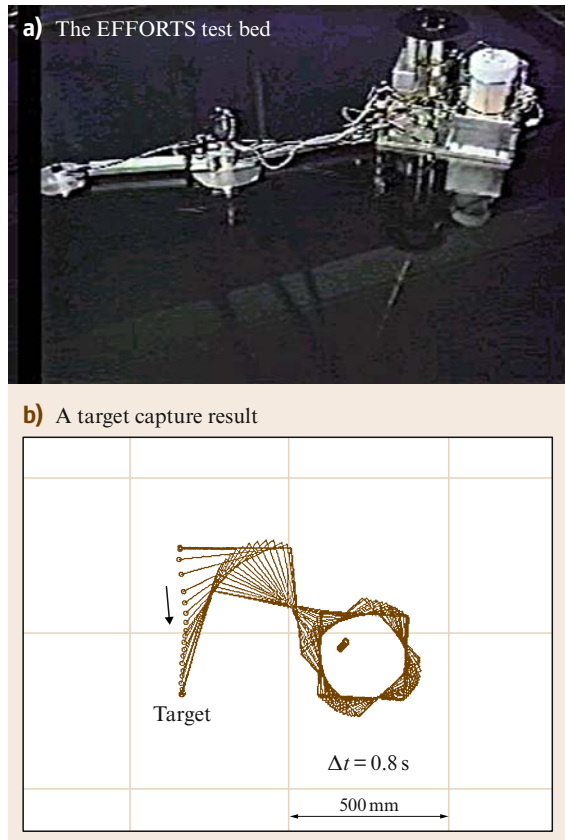 a) The EFFORTS test bed
b) A target capture result
Target
Δt = 0.8 s
500 mm